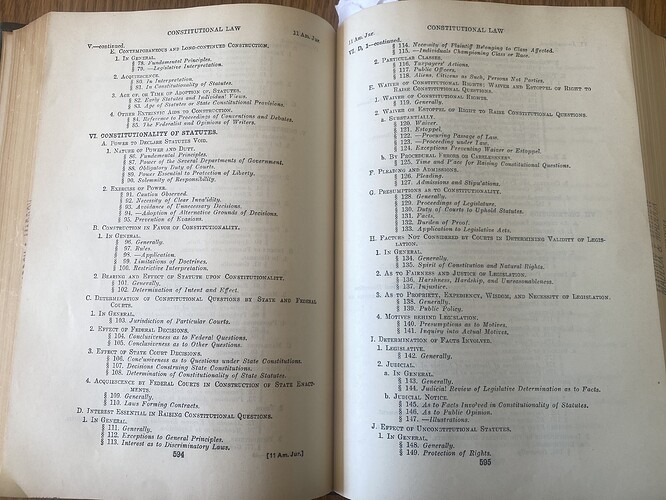 CONSTITUTIONAL LAW 11 Am. Jur.
V.—continued.
E. CONTEMPORANEOUS AND LONG-CONTINUED CONSTRUCTION.
1. IN GENERAL.
§ 78. Fundamental Principles.
§ 79. —Legislative Interpretation.
2. ACQUIESCENCE.
§ 80. In Interpretation.
§ 81. In Constitutionality of Statutes.
3. AGE OF, OR TIME OF ADOPTION OF, STATUTES.
§ 82. Early Statutes and Individual Views.
§ 83. Age of Statutes or State Constitutional Provisions.
4. OTHER EXTRINSIC AIDS TO CONSTRUCTION.
§ 84. Reference to Proceedings of Conventions and Debates.
§ 85. The Federalist and Opinions of Writers.
VI. CONSTITUTIONALITY OF STATUTES.
A. POWER TO DECLARE STATUTES VOID.
1. NATURE OF POWER AND DUTY.
§ 86. Fundamental Principles.
§ 87. Power of the Several Departments of Government.
§ 88. Obligatory Duty of Courts.
§ 89. Power Essential to Protection of Liberty.
§ 90. Solemnity of Responsibility.
2. EXERCISE OF POWER.
§ 91. Caution Observed.
§ 92. Necessity of Clear Invalidity.
§ 93. Avoidance of Unnecessary Decisions.
§ 94. —Adoption of Alternative Grounds of Decisions.
§ 95. Prevention of Evasions.
B. CONSTRUCTION IN FAVOR OF CONSTITUTIONALITY.
1. IN GENERAL.
§ 96. Generally.
§ 97. Rules.
§ 98. —Application.
§ 99. Limitations of Doctrines.
§ 100. Restrictive Interpretation.
2. BEARING AND EFFECT OF STATUTE UPON CONSTITUTIONALITY.
§ 101. Generally.
§ 102. Determination of Intent and Effect.
C. DETERMINATION OF CONSTITUTIONAL QUESTIONS BY STATE AND FEDERAL
COURTS.
1. IN GENERAL.
§ 103. Jurisdiction of Particular Courts.
2. EFFECT OF FEDERAL DECISIONS.
§ 104. Conclusiveness as to Federal Questions.
§ 105. Conclusiveness as to Other Questions.
3. EFFECT OF STATE COURT DECISIONS.
§ 106. Conclusiveness as to Questions under State Constitutions.
§ 107. Decisions Construing State Constitutions.
§ 108. Determination of Constitutionality of State Statutes.
4. ACQUIESCENCE BY FEDERAL COURTS IN CONSTRUCTION OF STATE ENACT-
MENTS.
§ 109. Generally.
§ 110. Laws Forming Contracts.
D. INTEREST ESSENTIAL IN RAISING CONSTITUTIONAL QUESTIONS.
1. IN GENERAL.
§ 111. Generally.
§ 112. Exceptions to General Principles.
§ 113. Interest as to Discriminatory Laws.
594 [11 Am. Jur.]
11 Am. Jur. CONSTITUTIONAL LAW
VI. D, 1—continued.
§ 114. Necessity of Plaintiff Belonging to Class Affected.
§ 115. —Individuals Championing Class or Race.
2. PARTICULAR CLASSES.
§ 116. Taxpayers' Actions.
§ 117. Public Officers.
§ 118. Aliens, Citizens as Such, Persons Not Parties.
E. WAIVER OF CONSTITUTIONAL RIGHTS; WAIVER AND ESTOPPEL OF RIGHT TO
RAISE CONSTITUTIONAL QUESTIONS.
1. WAIVER OF CONSTITUTIONAL RIGHTS.
§ 119. Generally.
2. WAIVER OR ESTOPPEL OF RIGHT TO RAISE CONSTITUTIONAL QUESTIONS.
a. SUBSTANTIALLY.
§ 120. Waiver.
§ 121. Estoppel.
§ 122. —Procuring Passage of Law.
§ 123. —Proceeding under Law.
§ 124. Exceptions Preventing Waiver or Estoppel.
b. BY PROCEDURAL ERRORS OR CARELESSNESS.
§ 125. Time and Place for Raising Constitutional Questions.
F. PLEADING AND ADMISSIONS.
§ 126. Pleading.
§ 127. Admissions and Stipulations.
G. PRESUMPTIONS AS TO CONSTITUTIONALITY.
§ 128. Generally.
§ 129. Proceedings of Legislature.
§ 130. Duty of Courts to Uphold Statutes.
§ 131. Facts.
§ 132. Burden of Proof.
§ 133. Application to Legislative Acts.
H. FACTORS NOT CONSIDERED BY COURTS IN DETERMINING VALIDITY OF LEGIS-
LATION.
1. IN GENERAL
§ 134. Generally.
§ 135. Spirit of Constitution and Natural Rights.
2. AS TO FAIRNESS AND JUSTICE OF LEGISLATION.
§ 136. Harshness, Hardship, and Unreasonableness.
§ 137. Injustice.
3. AS TO PROPRIETY, EXPEDIENCY, WISDOM, AND NECESSITY OF LEGISLATION.
§ 138. Generally.
§ 139. Public Policy.
4. MOTIVES BEHIND LEGISLATION.
§ 140. Presumptions as to Motives.
§ 141. Inquiry into Actual Motives.
I. DETERMINATION OF FACTS INVOLVED.
1. LEGISLATIVE.
§ 142. Generally.
2. JUDICIAL.
a. IN GENERAL
§ 143. Generally.
§ 144. Judicial Review of Legislative Determination as to Facts.
b. JUDICIAL NOTICE.
§ 145. As to Facts Involved in Constitutionality of Statutes.
§ 146. As to Public Opinion.
§ 147. —Illustrations.
J. EFFECT OF UNCONSTITUTIONAL STATUTES.
1. IN GENERAL.
§ 148. Generally.
§ 149. Protection of Rights.
595